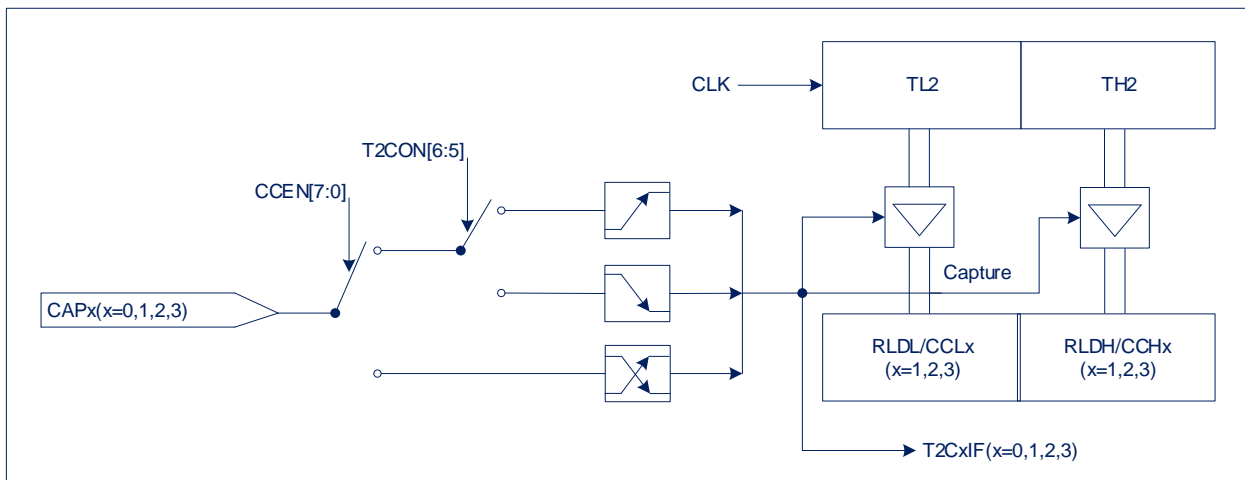 CLK
TL2
TH2
T2CON[6:5]
CCEN[7:0]
Capture
CAPx(x=0,1,2,3)
RLDL/CCLx
(x=1,2,3)
RLDH/CCHx
(x=1,2,3)
T2CxIF(x=0,1,2,3)